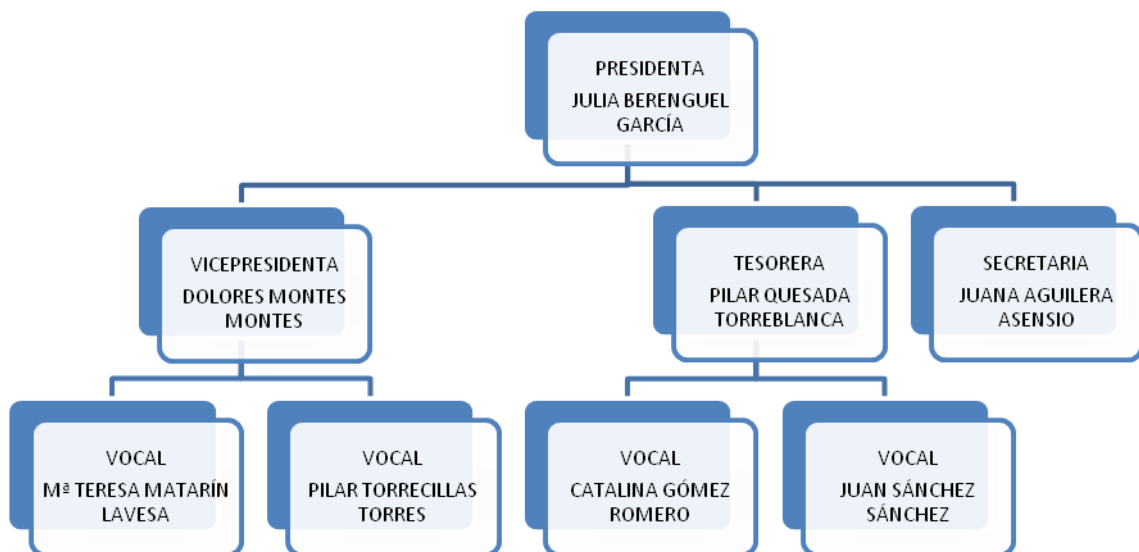 PRESIDENTA
JULIA BERENGUEL
GARCÍA
VICEPRESIDENTA
DOLORES MONTES
MONTES
TESORERA
PILAR QUESADA
TORREBLANCA
SECRETARIA
JUANA AGUILERA
ASENSIO
VOCAL
Mª TERESA MATARÍN
LAVESA
VOCAL
PILAR TORRECILLAS
TORRES
VOCAL
CATALINA GÓMEZ
ROMERO
VOCAL
JUAN SÁNCHEZ
SÁNCHEZ